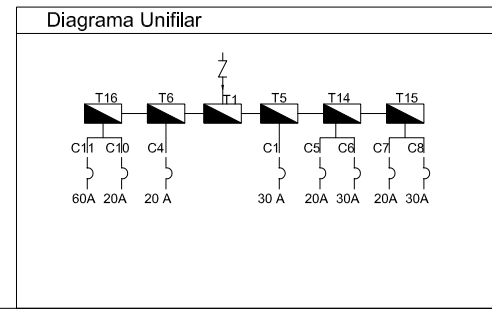 Diagrama Unifilar
T16 T6 T1 T5 T14 T15
C11 C10 C4 C1 C5 C6 C7 C8
60A 20A 20 A 30 A 20A 30A 20A 30A